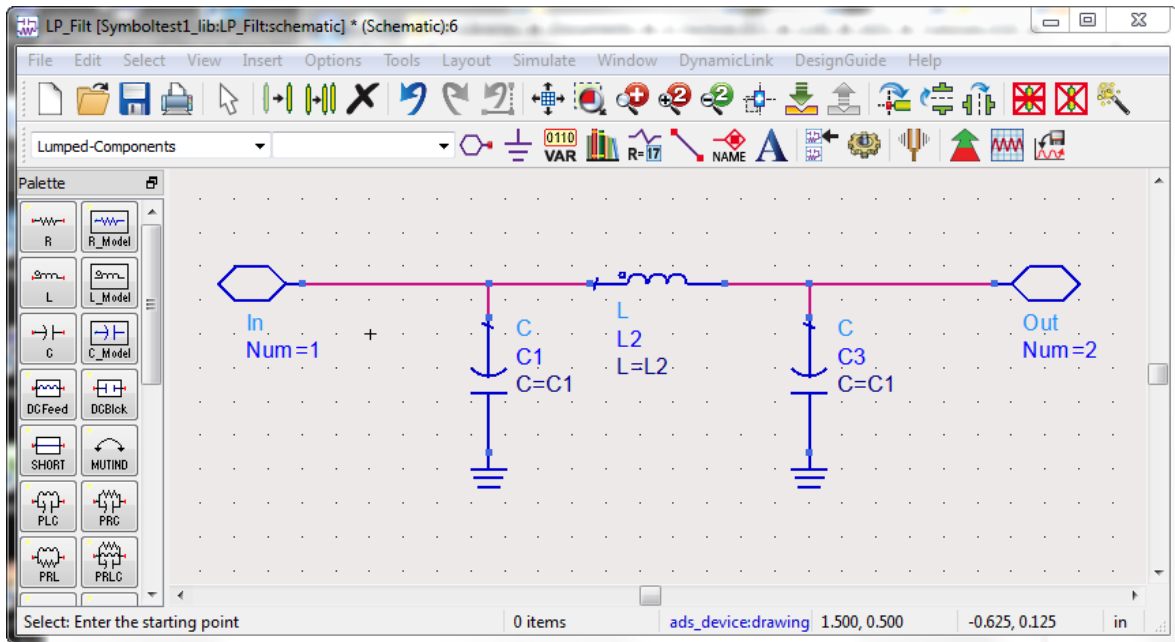 LP_Filt [Symboltest1_lib:LP_Filt:schematic] * (Schematic):6
File Edit Select View Insert Options Tools Layout Simulate Window DynamicLink DesignGuide Help
+2 -2
Lumped-Components
0110
VAR
R=17
NAME
A
Palette
R R_Model
L L_Model
C C_Model
DCFeed DCBlck
SHORT MUTIND
PLC PRC
PRL PRLC
In
Num=1
C
C1
C=C1
L
L2
L=L2
C
C3
C=C1
Out
Num=2
Select: Enter the starting point 0 items ads_device:drawing 1.500, 0.500 -0.625, 0.125 in